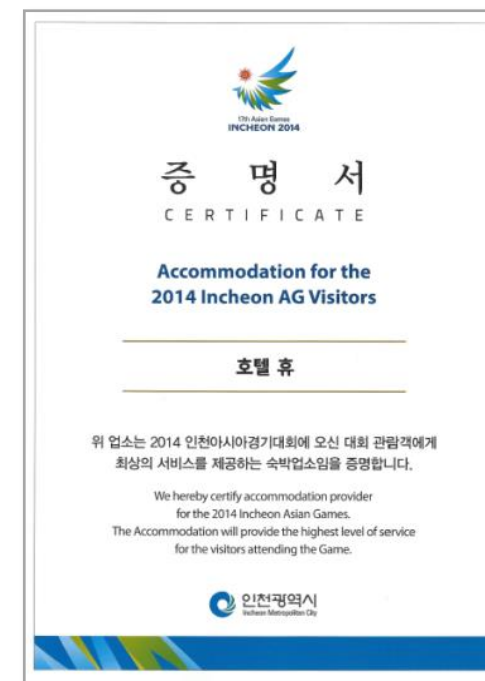 17th Asian Games
INCHEON 2014
증 명 서
CERTIFICATE
Accommodation for the
2014 Incheon AG Visitors
호텔 휴
위 업소는 2014 인천아시아경기대회에 오신 대회 관람객에게
최상의 서비스를 제공하는 숙박업소임을 증명합니다.
We hereby certify accommodation provider
for the 2014 Incheon Asian Games.
The Accommodation will provide the highest level of service
for the visitors attending the Game.
인천광역시
Incheon Metropolitan City